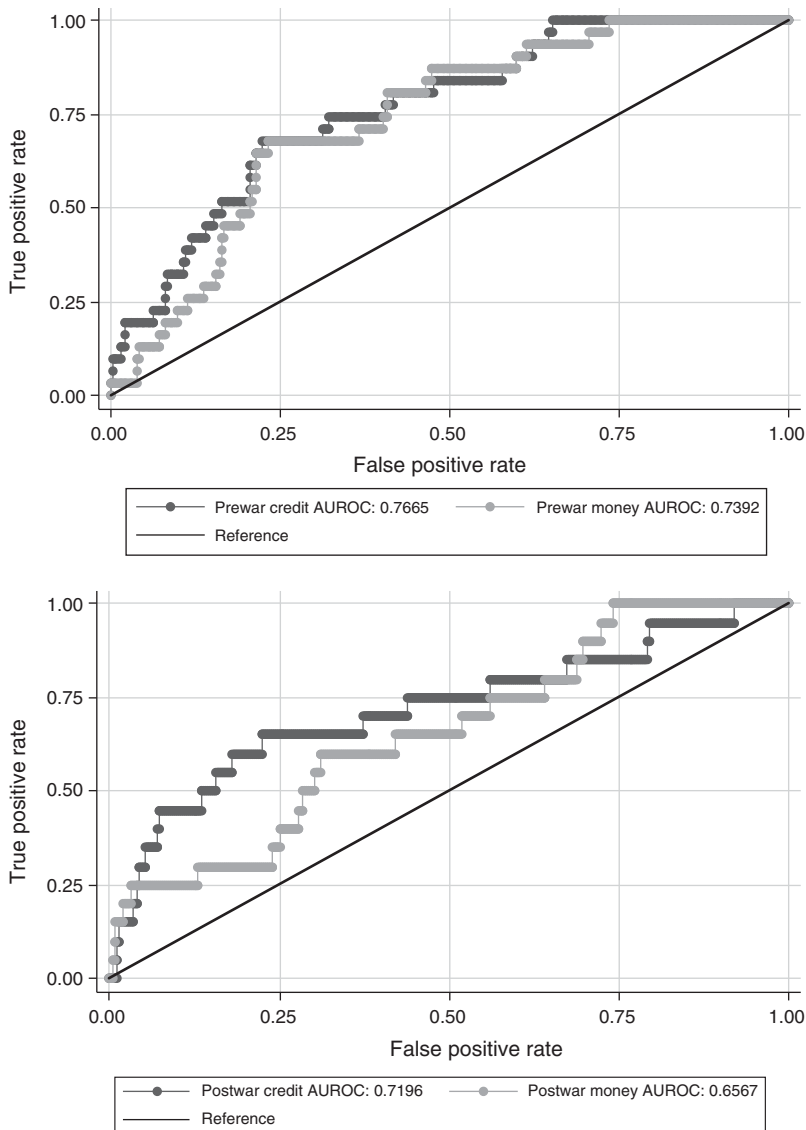 1.00
0.75
0.50
0.25
0.00
True positive rate
0.00 0.25 0.50 0.75 1.00
False positive rate
Prewar credit AUROC: 0.7665 Prewar money AUROC: 0.7392
Reference
1.00
0.75
0.50
0.25
0.00
True positive rate
0.00 0.25 0.50 0.75 1.00
False positive rate
Postwar credit AUROC: 0.7196 Postwar money AUROC: 0.6567
Reference